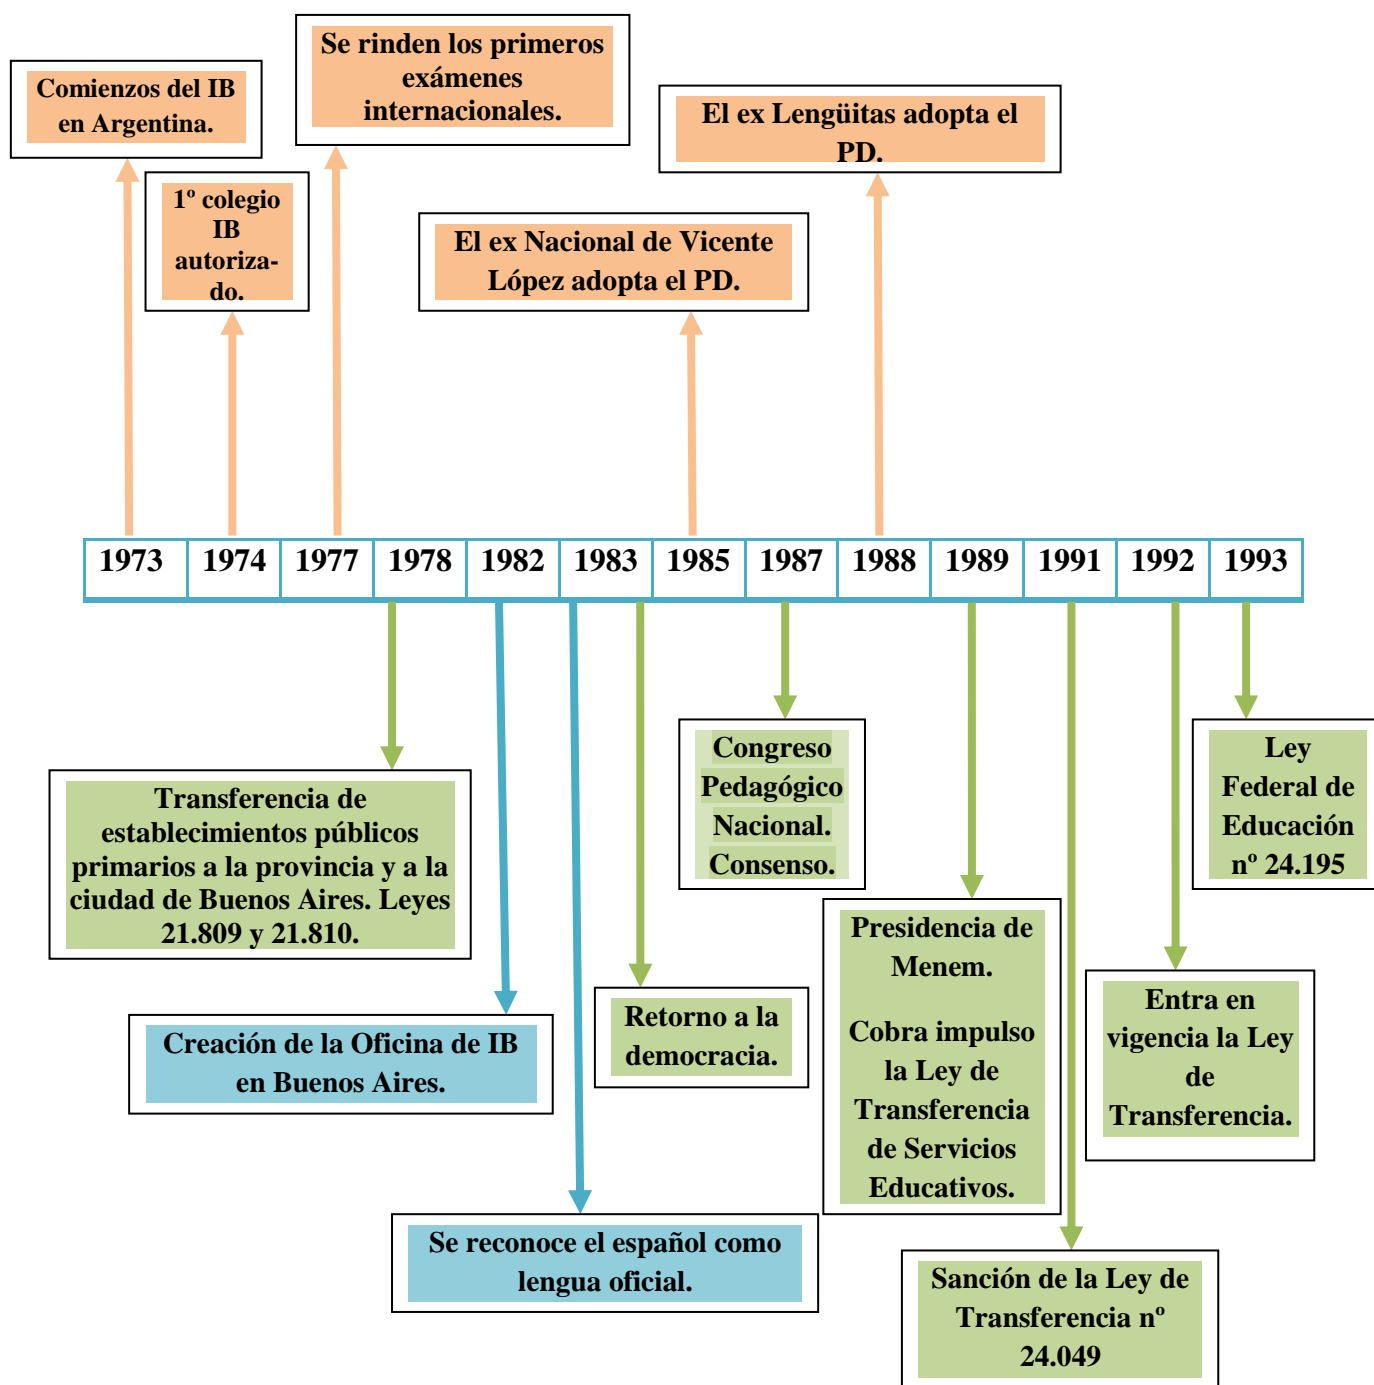 Comienzos del IB
en Argentina.
1º colegio
IB
autoriza-
do.
Se rinden los primeros
exámenes
internacionales.
El ex Nacional de Vicente
López adopta el PD.
El ex Lengüitas adopta el
PD.
1973 1974 1977 1978 1982 1983 1985 1987 1988 1989 1991 1992 1993
Transferencia de
establecimientos públicos
primarios a la provincia y a la
ciudad de Buenos Aires. Leyes
21.809 y 21.810.
Creación de la Oficina de IB
en Buenos Aires.
Se reconoce el español como
lengua oficial.
Retorno a la
democracia.
Congreso
Pedagógico
Nacional.
Consenso.
Presidencia de
Menem.
Cobra impulso
la Ley de
Transferencia
de Servicios
Educativos.
Sanción de la Ley de
Transferencia nº
24.049
Entra en
vigencia la Ley
de
Transferencia.
Ley
Federal de
Educación
nº 24.195